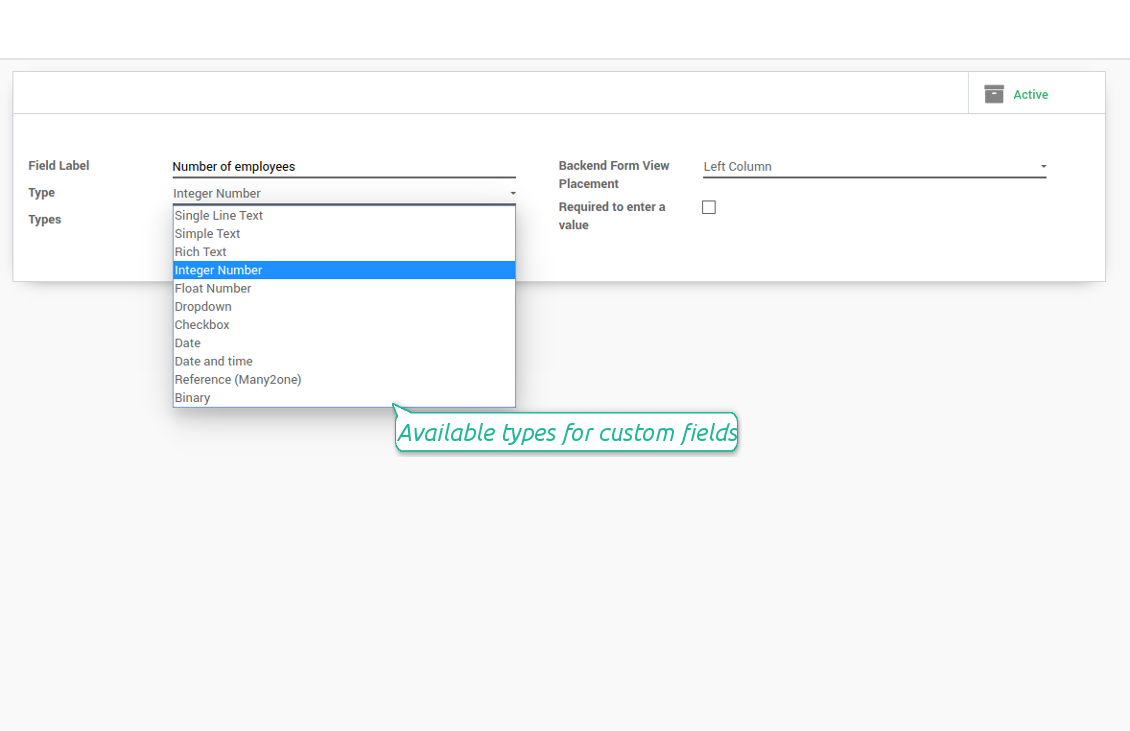 Active
Field Label
Number of employees
Type
Integer Number
Types
Single Line Text
Simple Text
Rich Text
Integer Number
Float Number
Dropdown
Checkbox
Date
Date and time
Reference (Many2one)
Binary
Backend Form View
Placement
Left Column
Required to enter a
value
Available types for custom fields